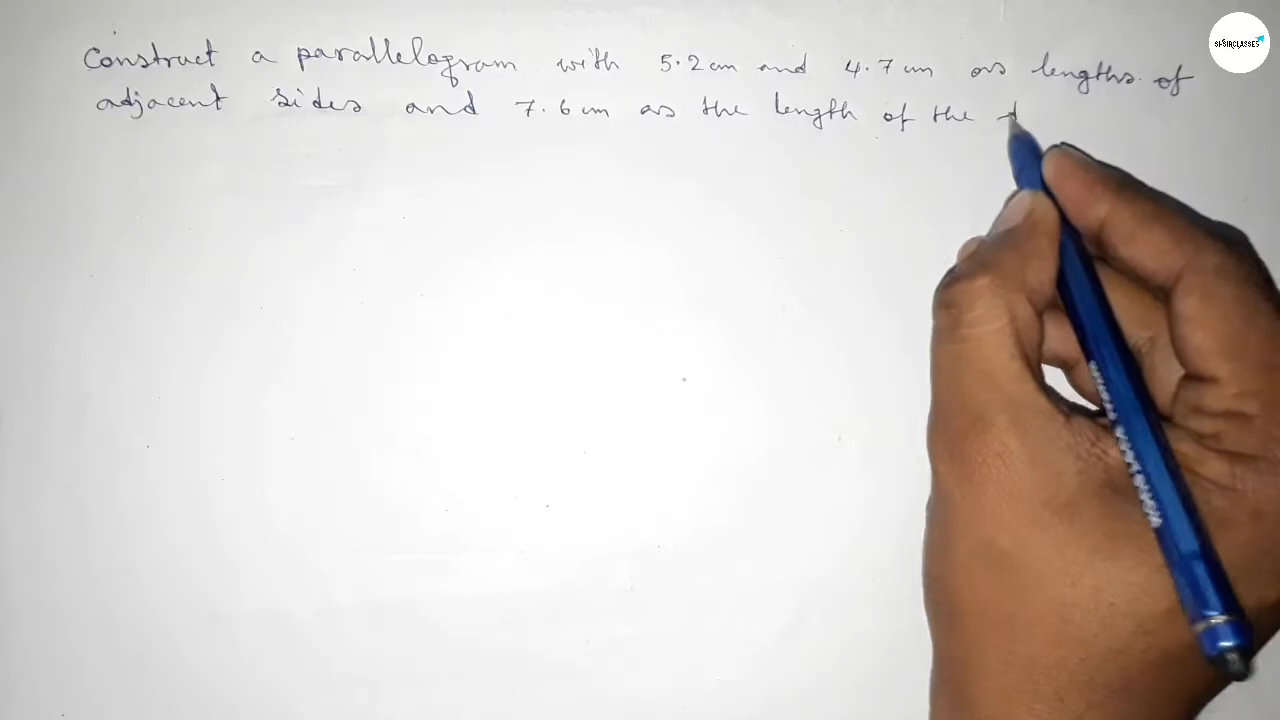 Construct a parallelogram with 5.2 cm and 4.7 cm as lengths of
adjacent sides and 7.6 cm as the length of the